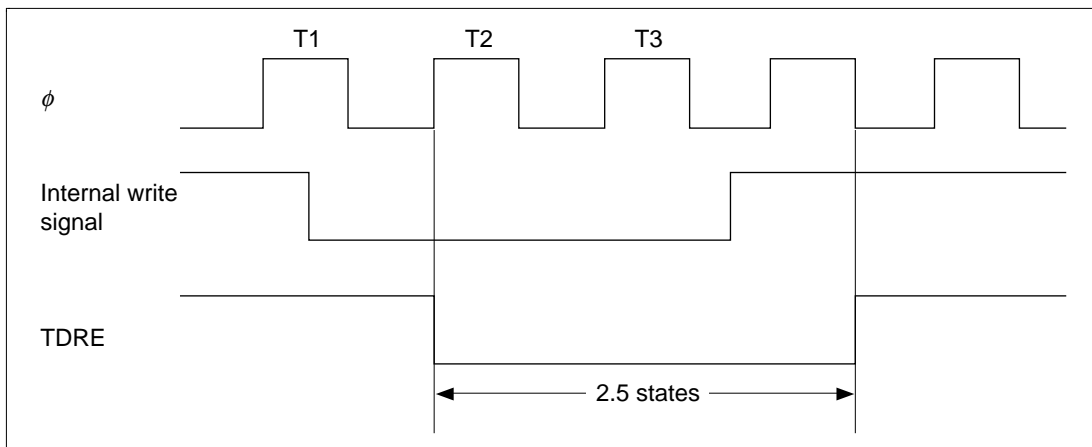 T1 T2 T3
ϕ
Internal write
signal
TDRE
2.5 states